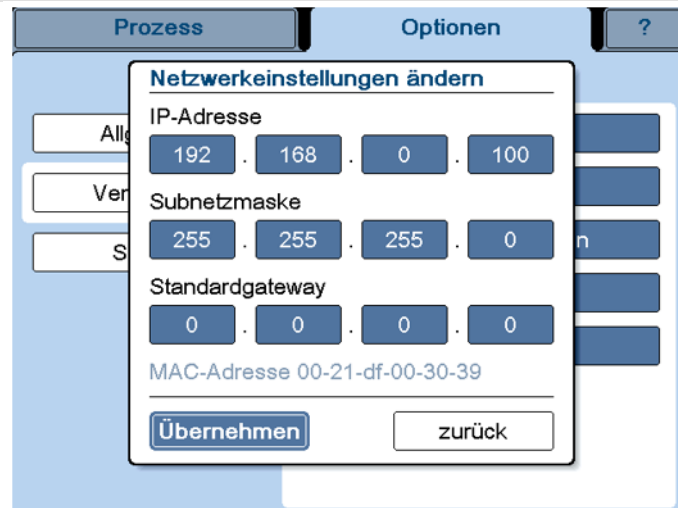 Prozess
Optionen
?
Netzwerkeinstellungen ändern
IP-Adresse
192 . 168 . 0 . 100
Subnetzmaske
255 . 255 . 255 . 0
Standardgateway
0 . 0 . 0 . 0
MAC-Adresse 00-21-df-00-30-39
Übernehmen
zurück